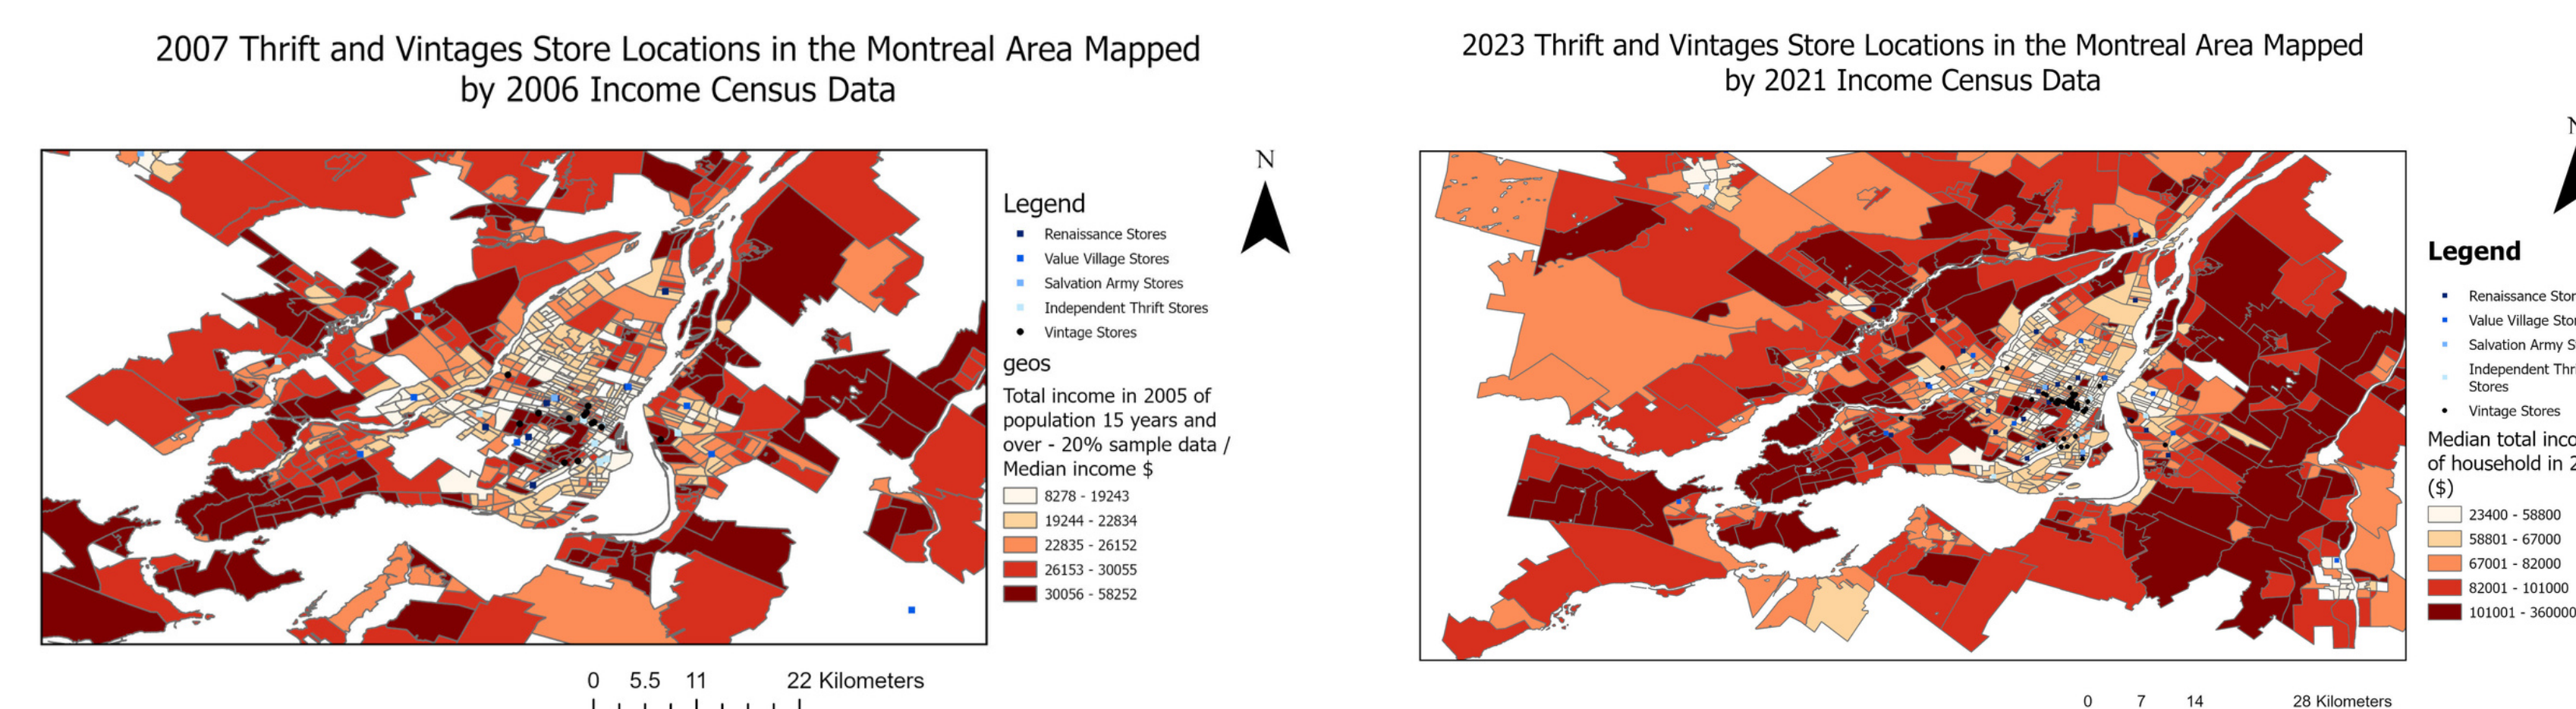 2007 Thrift and Vintages Store Locations in the Montreal Area Mapped
by 2006 Income Census Data
N
Legend
Renaissance Stores
Value Village Stores
Salvation Army Stores
Independent Thrift Stores
Vintage Stores
geos
Total income in 2005 of
population 15 years and
over - 20% sample data /
Median income $
8278 - 19243
19244 - 22834
22835 - 26152
26153 - 30055
30056 - 58252
0 5.5 11 22 Kilometers
2023 Thrift and Vintages Store Locations in the Montreal Area Mapped
by 2021 Income Census Data
N
Legend
Renaissance Stor
Value Village Stor
Salvation Army S
Independent Thri
Stores
Vintage Stores
Median total inco
of household in 2
($)
23400 - 58800
58801 - 67000
67001 - 82000
82001 - 101000
101001 - 360000
0 7 14 28 Kilometers